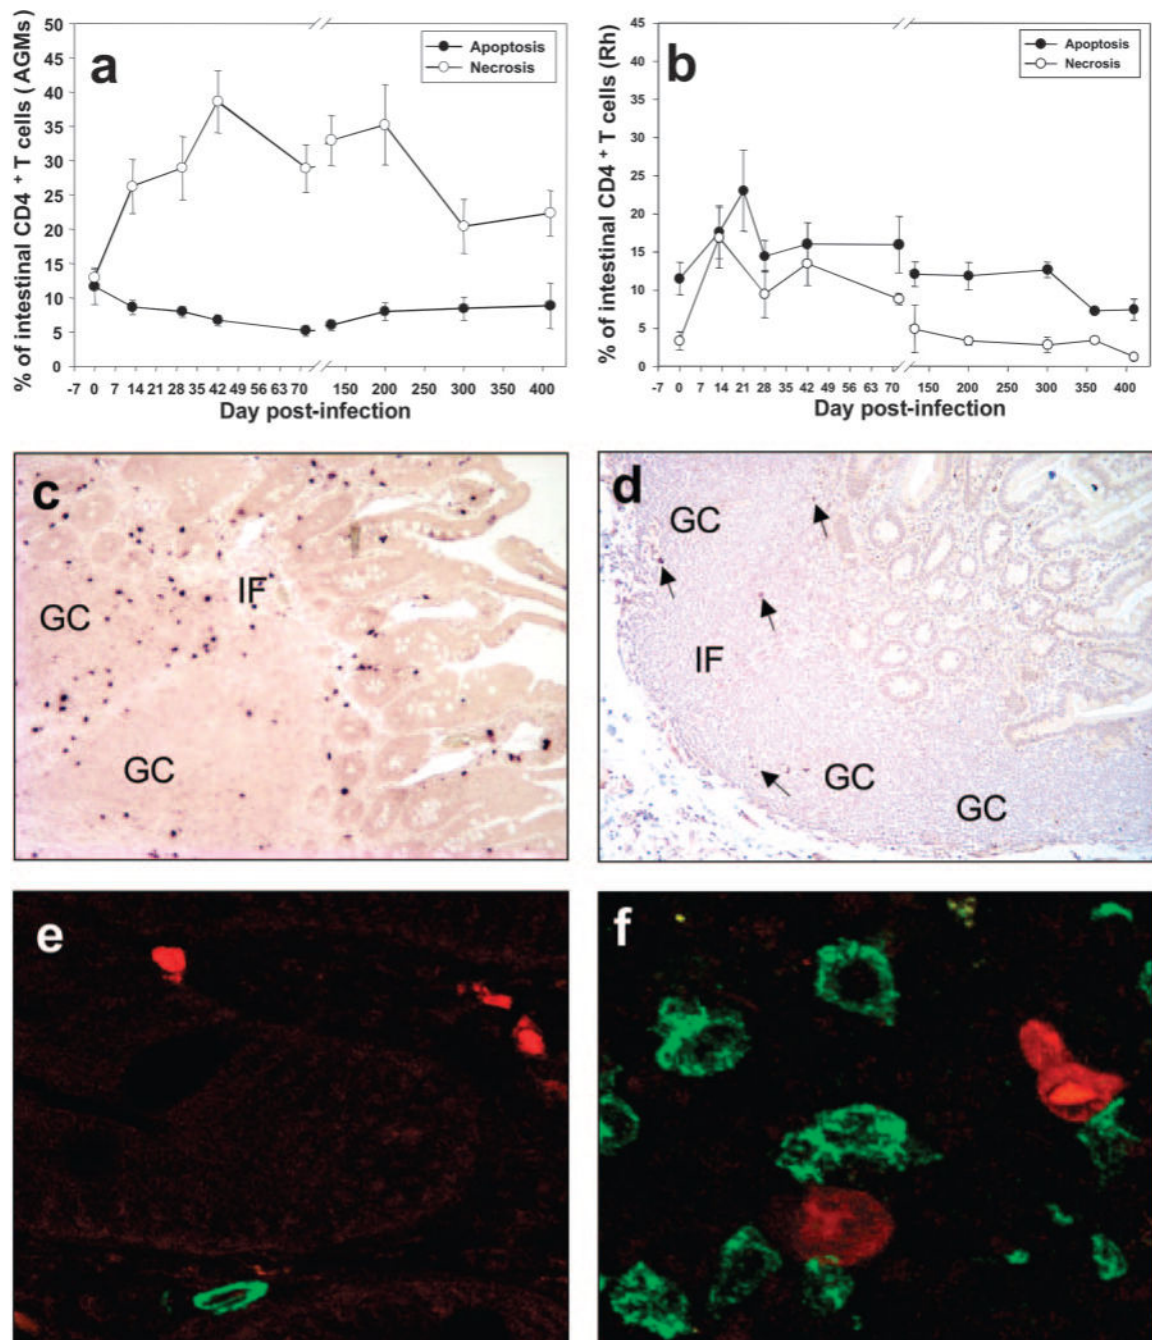 a
% of intestinal CD4 + T cells (AGMs)
50
45
40
35
30
25
20
15
10
5
0
Apoptosis
Necrosis
-7 0 7 14 21 28 35 42 49 56 63 70 150 200 250 300 350 400
Day post-infection
b
% of intestinal CD4 + T cells (Rh)
45
40
35
30
25
20
15
10
5
0
Apoptosis
Necrosis
-7 0 7 14 21 28 35 42 49 56 63 70 150 200 250 300 350 400
Day post-infection
c
GC
IF
GC
d
GC
IF
GC
GC
e
f